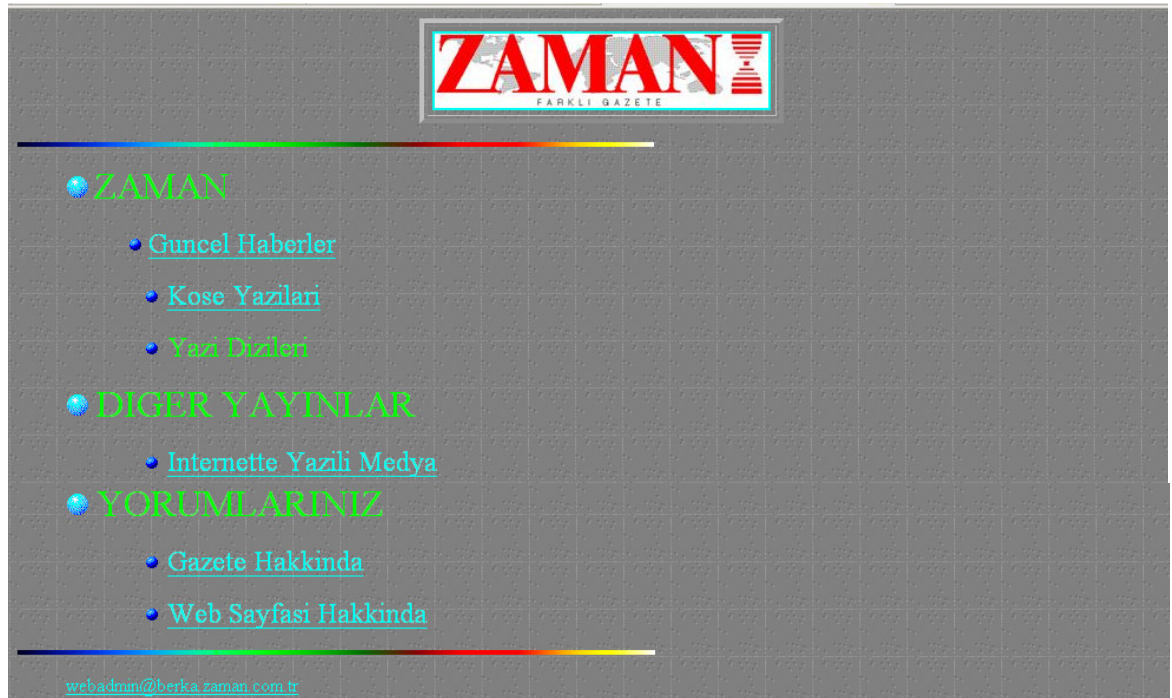 ZAMAN
FARKLI GAZETE
ZAMAN
Guncel Haberler
Kose Yazilari
Yazi Dizileri
DIGER YAYINLAR
Internette Yazili Medya
YORUMLARINIZ
Gazete Hakkinda
Web Sayfasi Hakkinda
webadmin@berka.zaman.com.tr